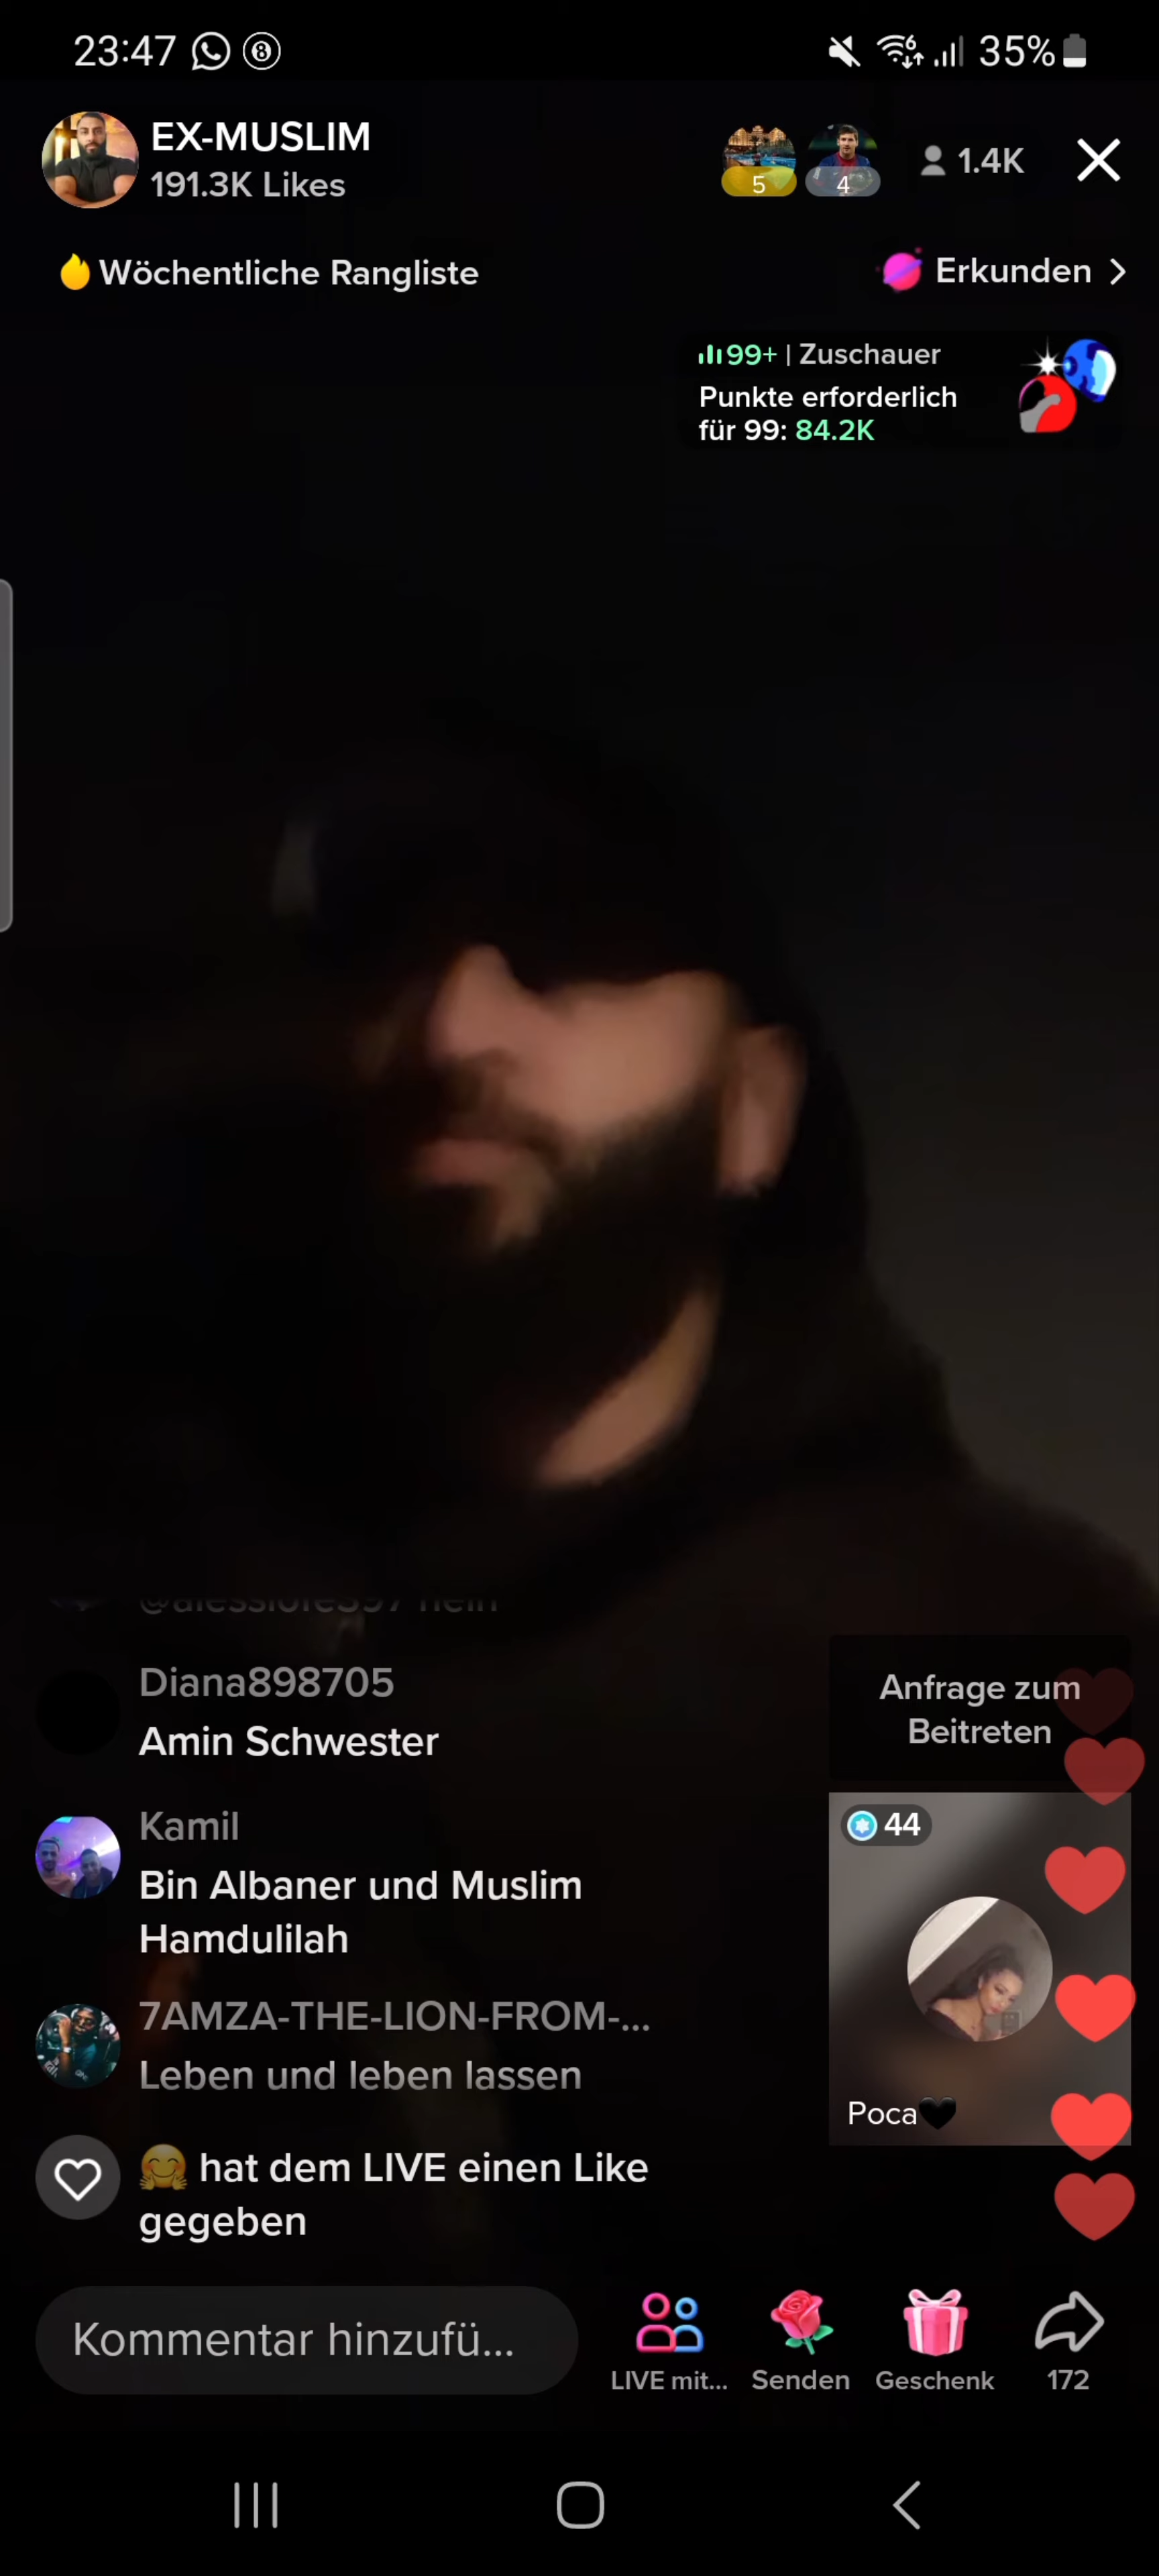 23:47
35%
EX-MUSLIM
191.3K Likes
5
4
1.4K
Wöchentliche Rangliste
Erkunden
99+ | Zuschauer
Punkte erforderlich
für 99: 84.2K
Diana898705
Amin Schwester
Anfrage zum
Beitreten
Kamil
Bin Albaner und Muslim
Hamdulilah
44
7AMZA-THE-LION-FROM-...
Leben und leben lassen
Poca🖤
🤗 hat dem LIVE einen Like
gegeben
Kommentar hinzufü...
LIVE mit...
Senden
Geschenk
172